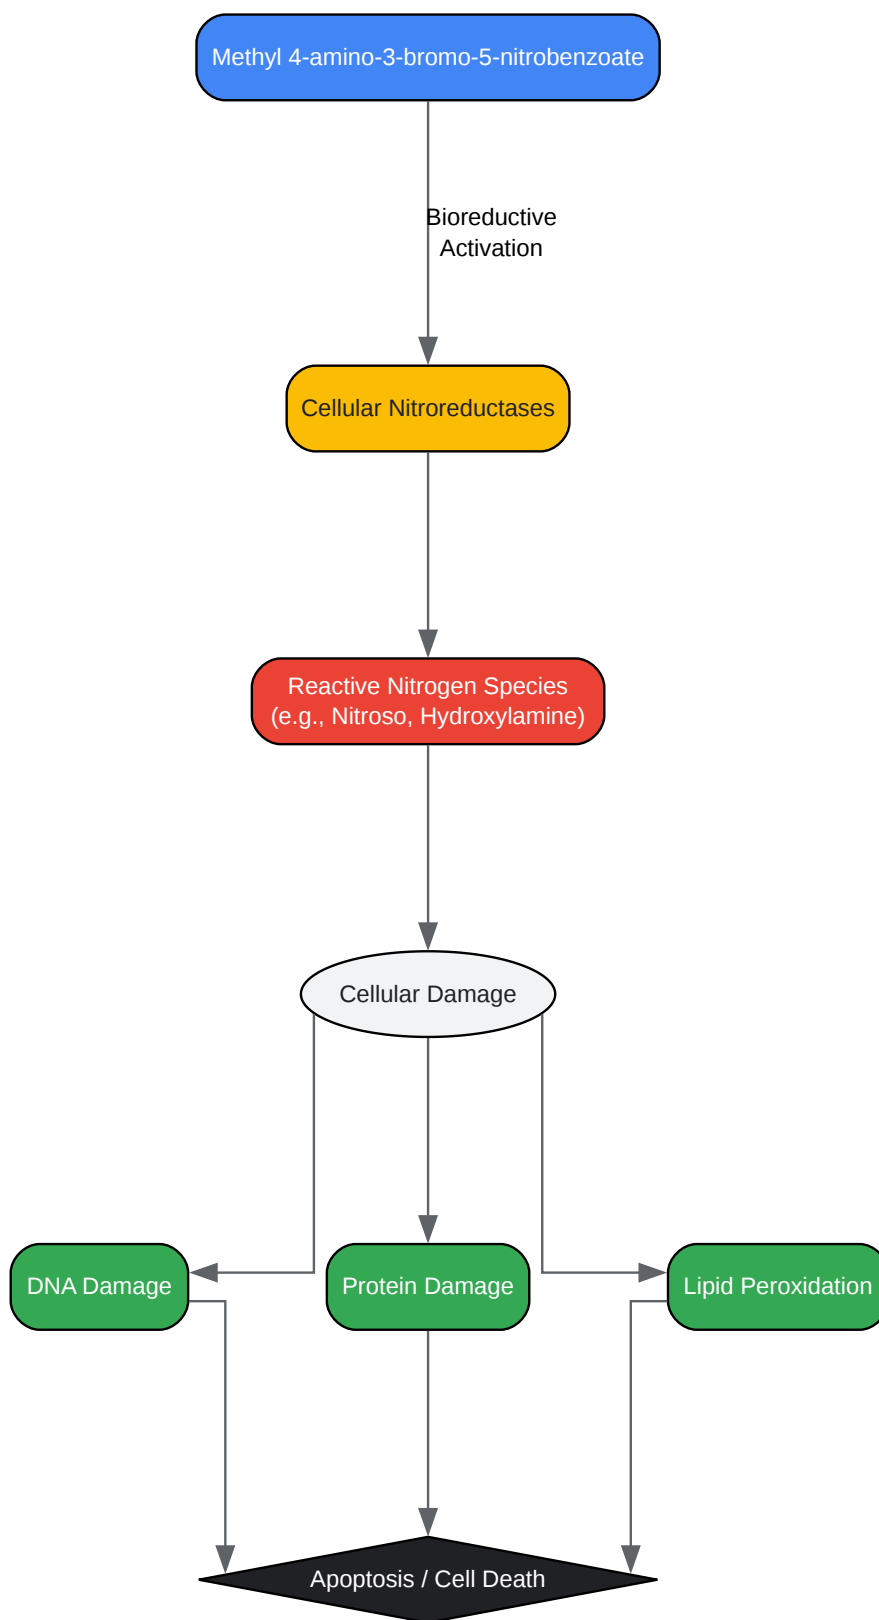 Methyl 4-amino-3-bromo-5-nitrobenzoate
Bioreductive
Activation
Cellular Nitroreductases
Reactive Nitrogen Species
(e.g., Nitroso, Hydroxylamine)
Cellular Damage
DNA Damage
Protein Damage
Lipid Peroxidation
Apoptosis / Cell Death